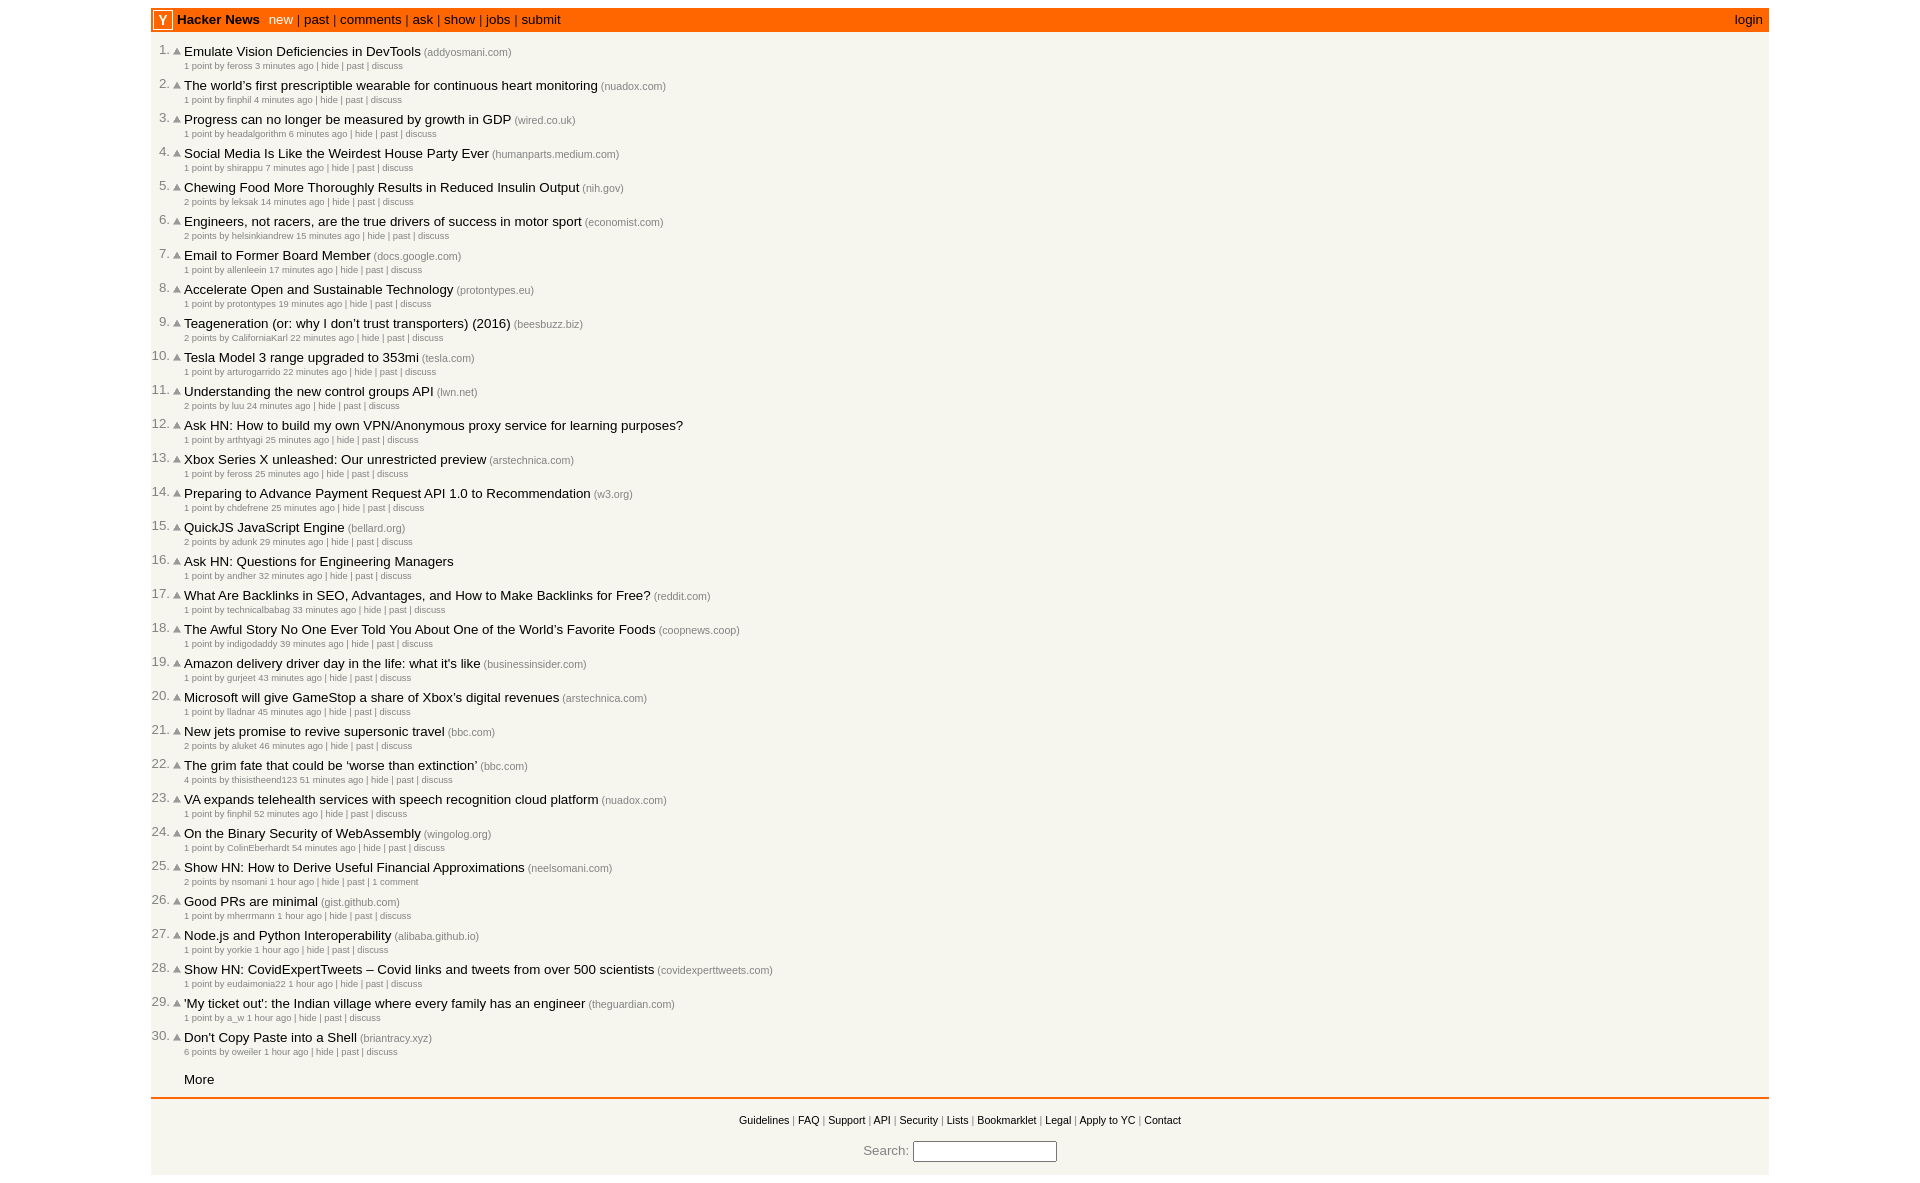 Y Hacker News new | past | comments | ask | show | jobs | submit login
1. Emulate Vision Deficiencies in DevTools (addyosmani.com)
1 point by feross 3 minutes ago | hide | past | discuss
2. The world’s first prescriptible wearable for continuous heart monitoring (nuadox.com)
1 point by finphil 4 minutes ago | hide | past | discuss
3. Progress can no longer be measured by growth in GDP (wired.co.uk)
1 point by headalgorithm 6 minutes ago | hide | past | discuss
4. Social Media Is Like the Weirdest House Party Ever (humanparts.medium.com)
1 point by shirappu 7 minutes ago | hide | past | discuss
5. Chewing Food More Thoroughly Results in Reduced Insulin Output (nih.gov)
2 points by leksak 14 minutes ago | hide | past | discuss
6. Engineers, not racers, are the true drivers of success in motor sport (economist.com)
2 points by helsinkiandrew 15 minutes ago | hide | past | discuss
7. Email to Former Board Member (docs.google.com)
1 point by allenleein 17 minutes ago | hide | past | discuss
8. Accelerate Open and Sustainable Technology (protontypes.eu)
1 point by protontypes 19 minutes ago | hide | past | discuss
9. Teageneration (or: why I don’t trust transporters) (2016) (beesbuzz.biz)
2 points by CaliforniaKarl 22 minutes ago | hide | past | discuss
10. Tesla Model 3 range upgraded to 353mi (tesla.com)
1 point by arturogarrido 22 minutes ago | hide | past | discuss
11. Understanding the new control groups API (lwn.net)
2 points by luu 24 minutes ago | hide | past | discuss
12. Ask HN: How to build my own VPN/Anonymous proxy service for learning purposes?
1 point by arthtyagi 25 minutes ago | hide | past | discuss
13. Xbox Series X unleashed: Our unrestricted preview (arstechnica.com)
1 point by feross 25 minutes ago | hide | past | discuss
14. Preparing to Advance Payment Request API 1.0 to Recommendation (w3.org)
1 point by chdefrene 25 minutes ago | hide | past | discuss
15. QuickJS JavaScript Engine (bellard.org)
2 points by adunk 29 minutes ago | hide | past | discuss
16. Ask HN: Questions for Engineering Managers
1 point by andher 32 minutes ago | hide | past | discuss
17. What Are Backlinks in SEO, Advantages, and How to Make Backlinks for Free? (reddit.com)
1 point by technicalbabag 33 minutes ago | hide | past | discuss
18. The Awful Story No One Ever Told You About One of the World’s Favorite Foods (coopnews.coop)
1 point by indigodaddy 39 minutes ago | hide | past | discuss
19. Amazon delivery driver day in the life: what it's like (businessinsider.com)
1 point by gurjeet 43 minutes ago | hide | past | discuss
20. Microsoft will give GameStop a share of Xbox’s digital revenues (arstechnica.com)
1 point by lladnar 45 minutes ago | hide | past | discuss
21. New jets promise to revive supersonic travel (bbc.com)
2 points by aluket 46 minutes ago | hide | past | discuss
22. The grim fate that could be ‘worse than extinction’ (bbc.com)
4 points by thisistheend123 51 minutes ago | hide | past | discuss
23. VA expands telehealth services with speech recognition cloud platform (nuadox.com)
1 point by finphil 52 minutes ago | hide | past | discuss
24. On the Binary Security of WebAssembly (wingolog.org)
1 point by ColinEberhardt 54 minutes ago | hide | past | discuss
25. Show HN: How to Derive Useful Financial Approximations (neelsomani.com)
2 points by nsomani 1 hour ago | hide | past | 1 comment
26. Good PRs are minimal (gist.github.com)
1 point by mherrmann 1 hour ago | hide | past | discuss
27. Node.js and Python Interoperability (alibaba.github.io)
1 point by yorkie 1 hour ago | hide | past | discuss
28. Show HN: CovidExpertTweets – Covid links and tweets from over 500 scientists (covidexperttweets.com)
1 point by eudaimonia22 1 hour ago | hide | past | discuss
29. 'My ticket out': the Indian village where every family has an engineer (theguardian.com)
1 point by a_w 1 hour ago | hide | past | discuss
30. Don't Copy Paste into a Shell (briantracy.xyz)
6 points by oweiler 1 hour ago | hide | past | discuss
More
Guidelines | FAQ | Support | API | Security | Lists | Bookmarklet | Legal | Apply to YC | Contact
Search: